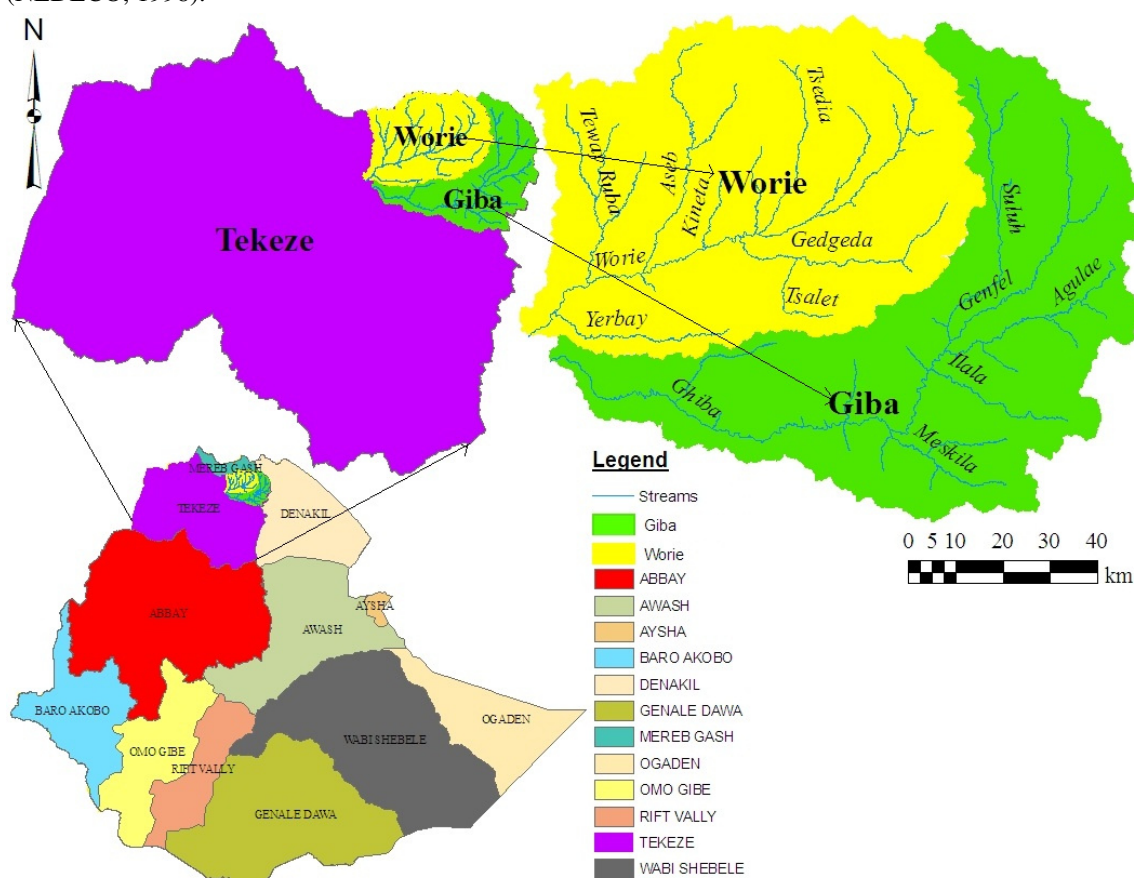 (NEDECO, 1998).
N
Worie
Giba
Tekeze
Teway Ruba
Aseb
Kineta
Tsedia
Worie
Worie
Gedgeda
Tsalet
Yerbay
Suluh
Genfel
Agulae
Ilala
Ghiba
Giba
Meskila
MEREB GASH
TEKEZE
DENAKIL
ABBAY
AYSHA
AWASH
BARO AKOBO
OGADEN
WABI SHEBELE
OMO GIBE
RIFT VALLY
GENALE DAWA
Legend
Streams
Giba
Worie
ABBAY
AWASH
AYSHA
BARO AKOBO
DENAKIL
GENALE DAWA
MEREB GASH
OGADEN
OMO GIBE
RIFT VALLY
TEKEZE
WABI SHEBELE
0 5 10 20 30 40
km